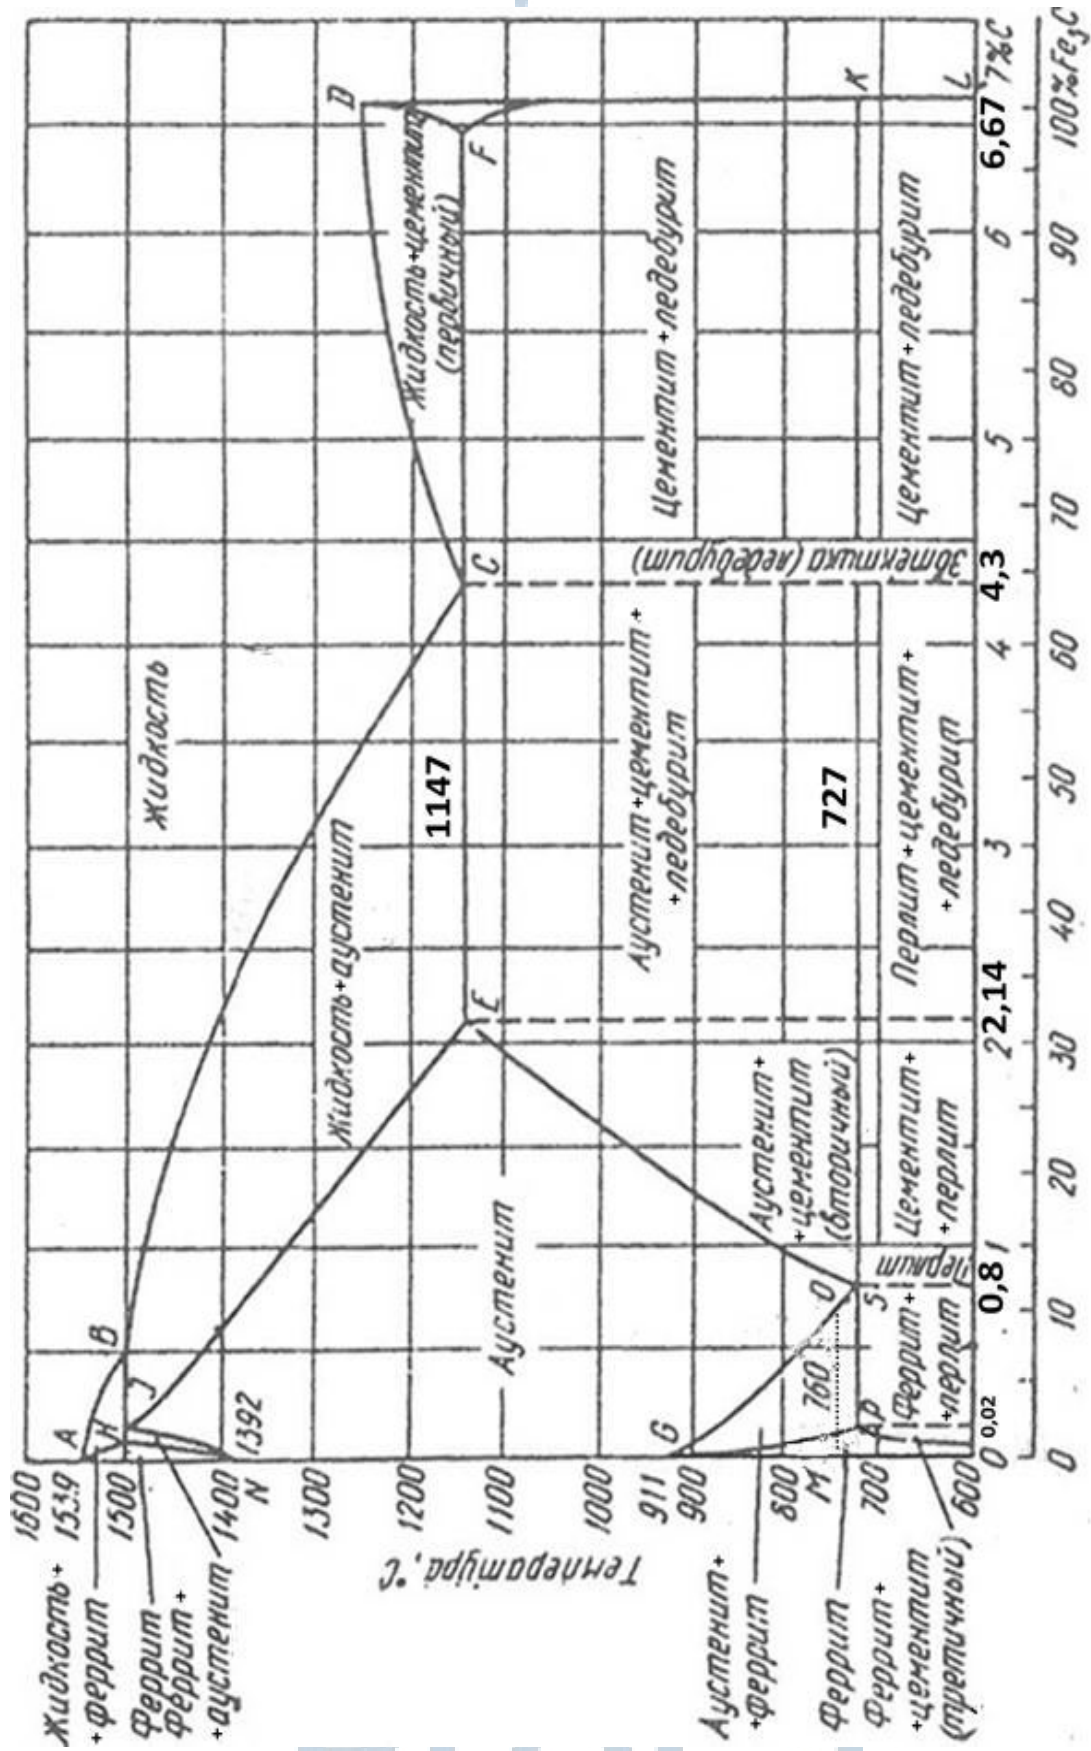 Жидкость+
+феррит
Феррит
Феррит+
+аустенит
Температура, °C
1600
1539
1500
1400
1392
1300
1200
1100
1000
911
900
800
700
600
Аустенит+
+феррит
Феррит
Феррит+
+цементит
(третичный)
A
H
J
B
N
D
Жидкость
Жидкость+аустенит
Жидкость+цементит
(первичный)
1147
E
C
F
Аустенит
G
760
M
O
S
P
727
K
L
Аустенит+
+цементит
(вторичный)
Аустенит+цементит+
+ледебурит
Цементит+ледебурит
Феррит+
+перлит
Перлит
Цементит+
+перлит
Перлит+цементит+
+ледебурит
Эвтектика (ледебурит)
Цементит+ледебурит
0
0,02
0,8
1
2
2,14
3
4
4,3
5
6
6,67
7%C
10
20
30
40
50
60
70
80
90
100%Fe₃C